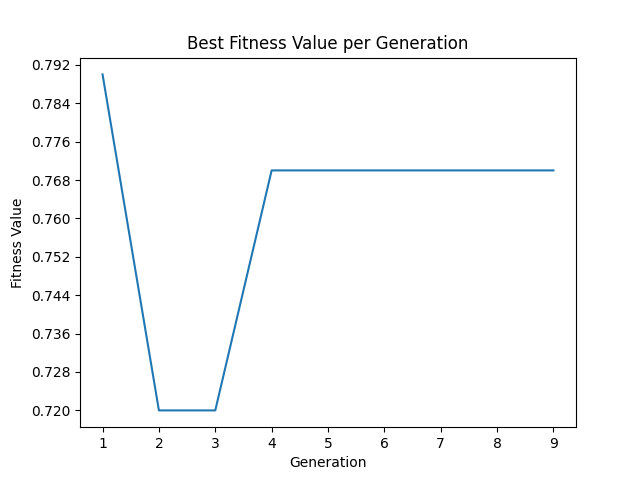 Best Fitness Value per Generation
0.792
0.784
0.776
0.768
0.760
0.752
0.744
0.736
0.728
0.720
Fitness Value
1 2 3 4 5 6 7 8 9
Generation